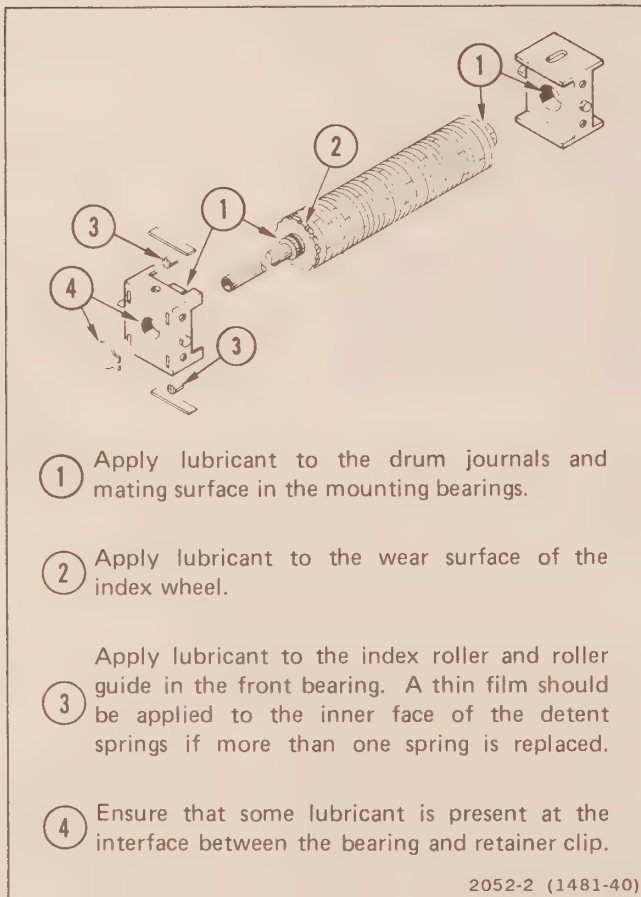 1
2
1
3
4
3
1 Apply lubricant to the drum journals and
mating surface in the mounting bearings.
2 Apply lubricant to the wear surface of the
index wheel.
Apply lubricant to the index roller and roller
3 guide in the front bearing. A thin film should
be applied to the inner face of the detent
springs if more than one spring is replaced.
4 Ensure that some lubricant is present at the
interface between the bearing and retainer clip.
2052-2 (1481-40)